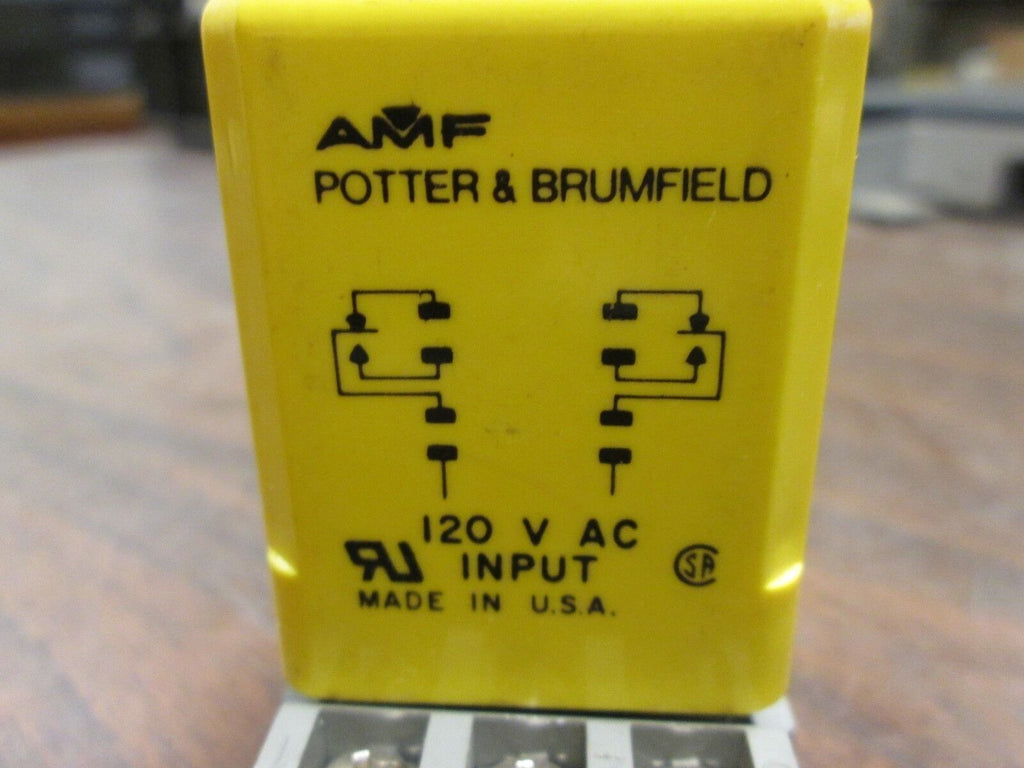 AMF
POTTER & BRUMFIELD
120 V AC
INPUT
MADE IN U.S.A.